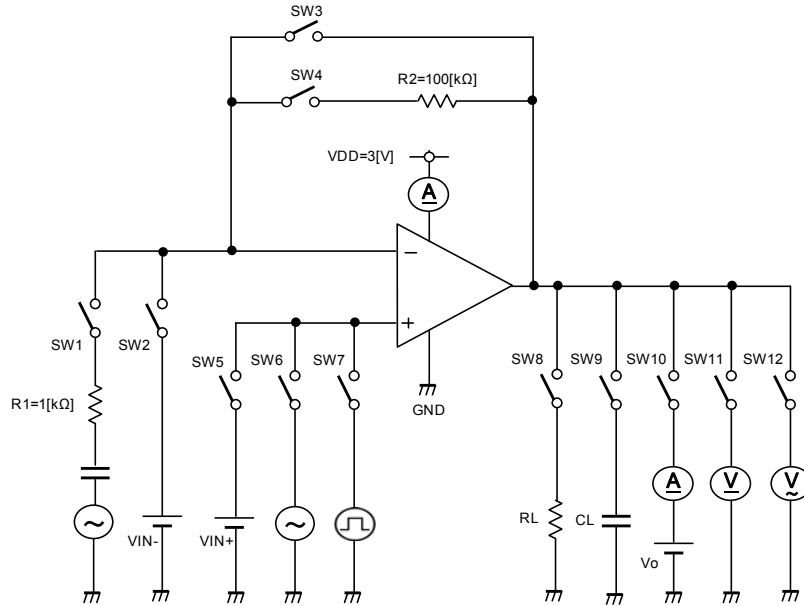 SW3
SW4
R2=100[kΩ]
VDD=3[V]
A
−
+
SW1
SW2
SW5
SW6
SW7
SW8
SW9
SW10
SW11
SW12
GND
R1=1[kΩ]
A
V
V
~
VIN-
VIN+
RL
CL
Vo